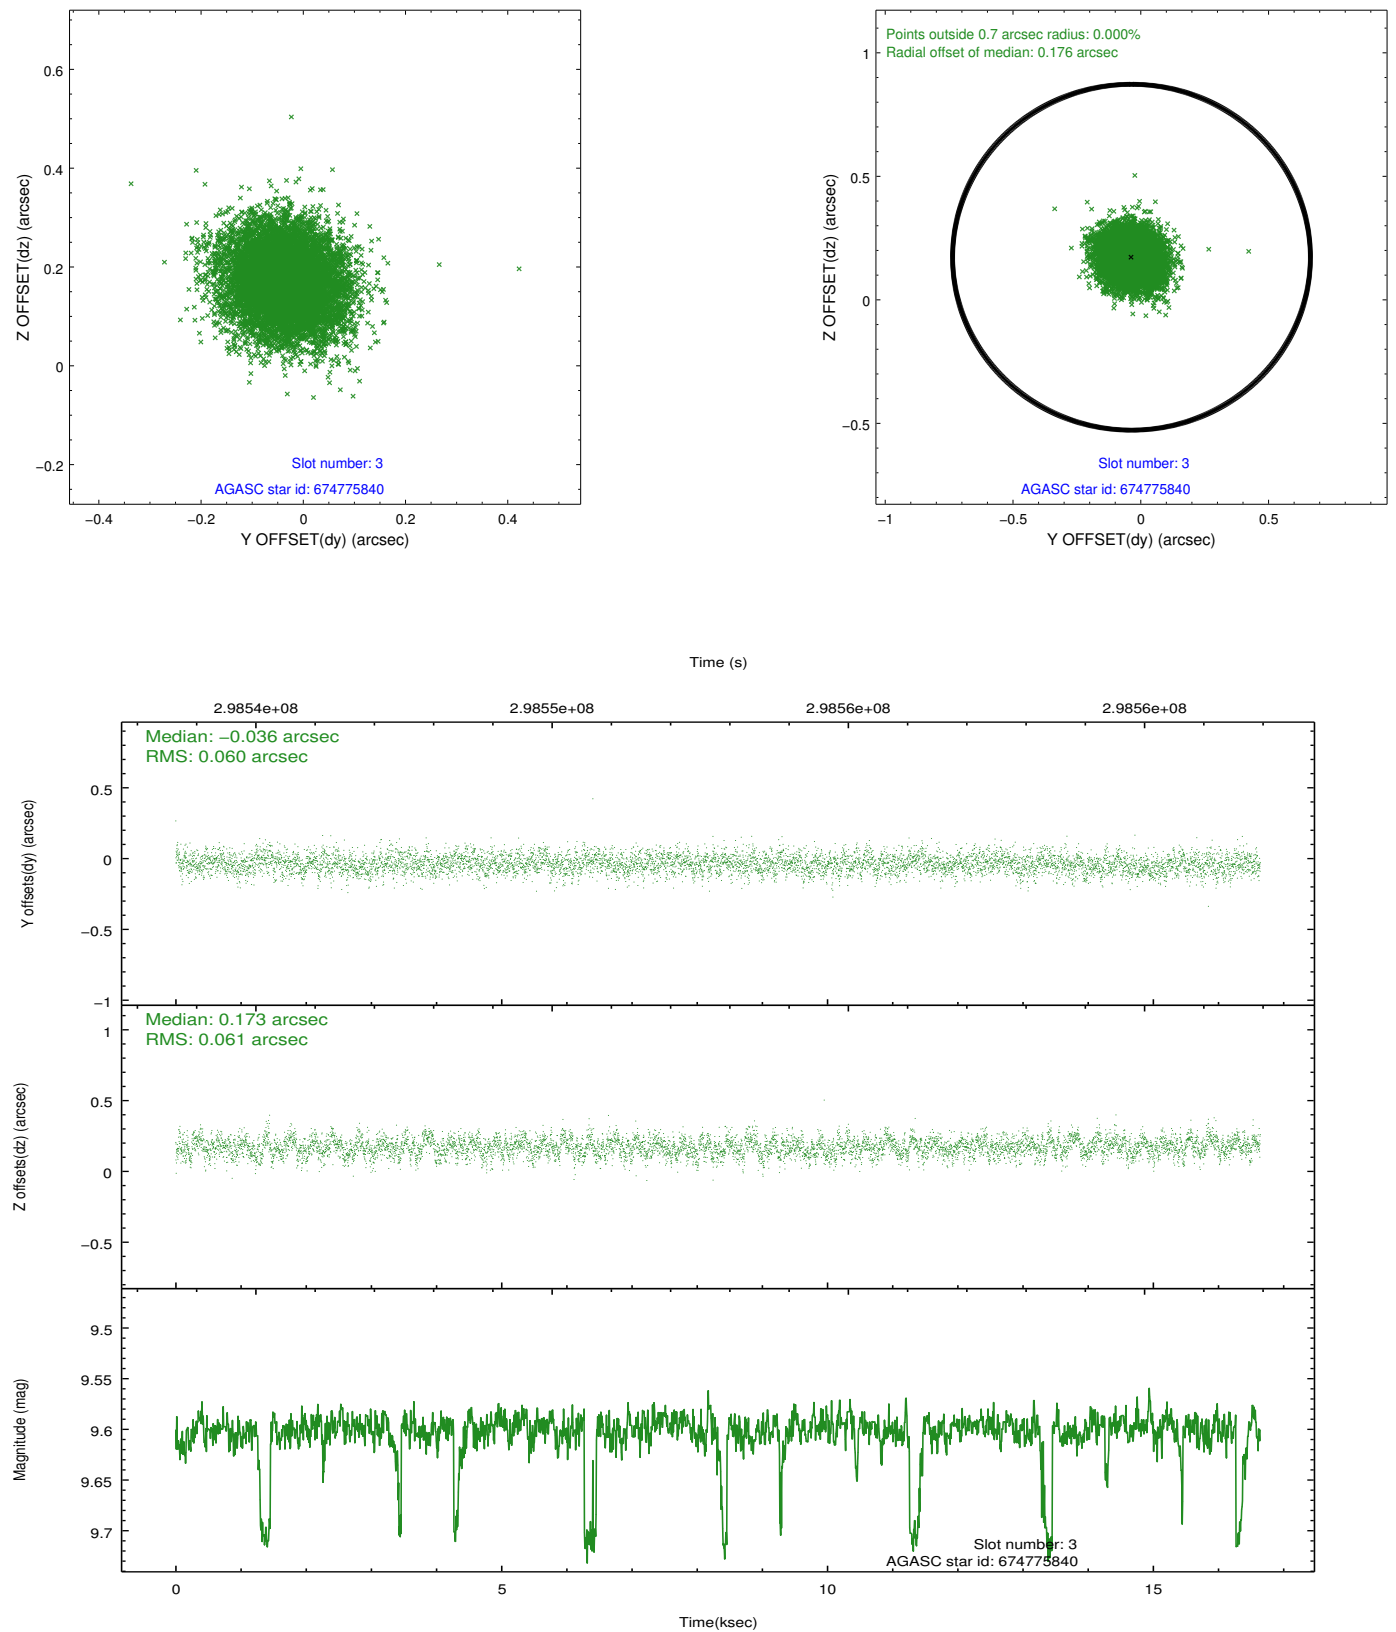 0.6
0.4
0.2
0
−0.2
Z OFFSET(dz) (arcsec)
Slot number: 3
AGASC star id: 674775840
−0.4 −0.2 0 0.2 0.4
Y OFFSET(dy) (arcsec)
Points outside 0.7 arcsec radius: 0.000%
Radial offset of median: 0.176 arcsec
1
0.5
0
−0.5
Z OFFSET(dz) (arcsec)
Slot number: 3
AGASC star id: 674775840
−1 −0.5 0 0.5
Y OFFSET(dy) (arcsec)
Time (s)
2.9854e+08 2.9855e+08 2.9856e+08 2.9856e+08
Median: −0.036 arcsec
RMS: 0.060 arcsec
0.5
0
−0.5
−1
Y offsets(dy) (arcsec)
Median: 0.173 arcsec
RMS: 0.061 arcsec
1
0.5
0
−0.5
Z offsets(dz) (arcsec)
9.5
9.55
9.6
9.65
9.7
Magnitude (mag)
Slot number: 3
AGASC star id: 674775840
0 5 10 15
Time(ksec)